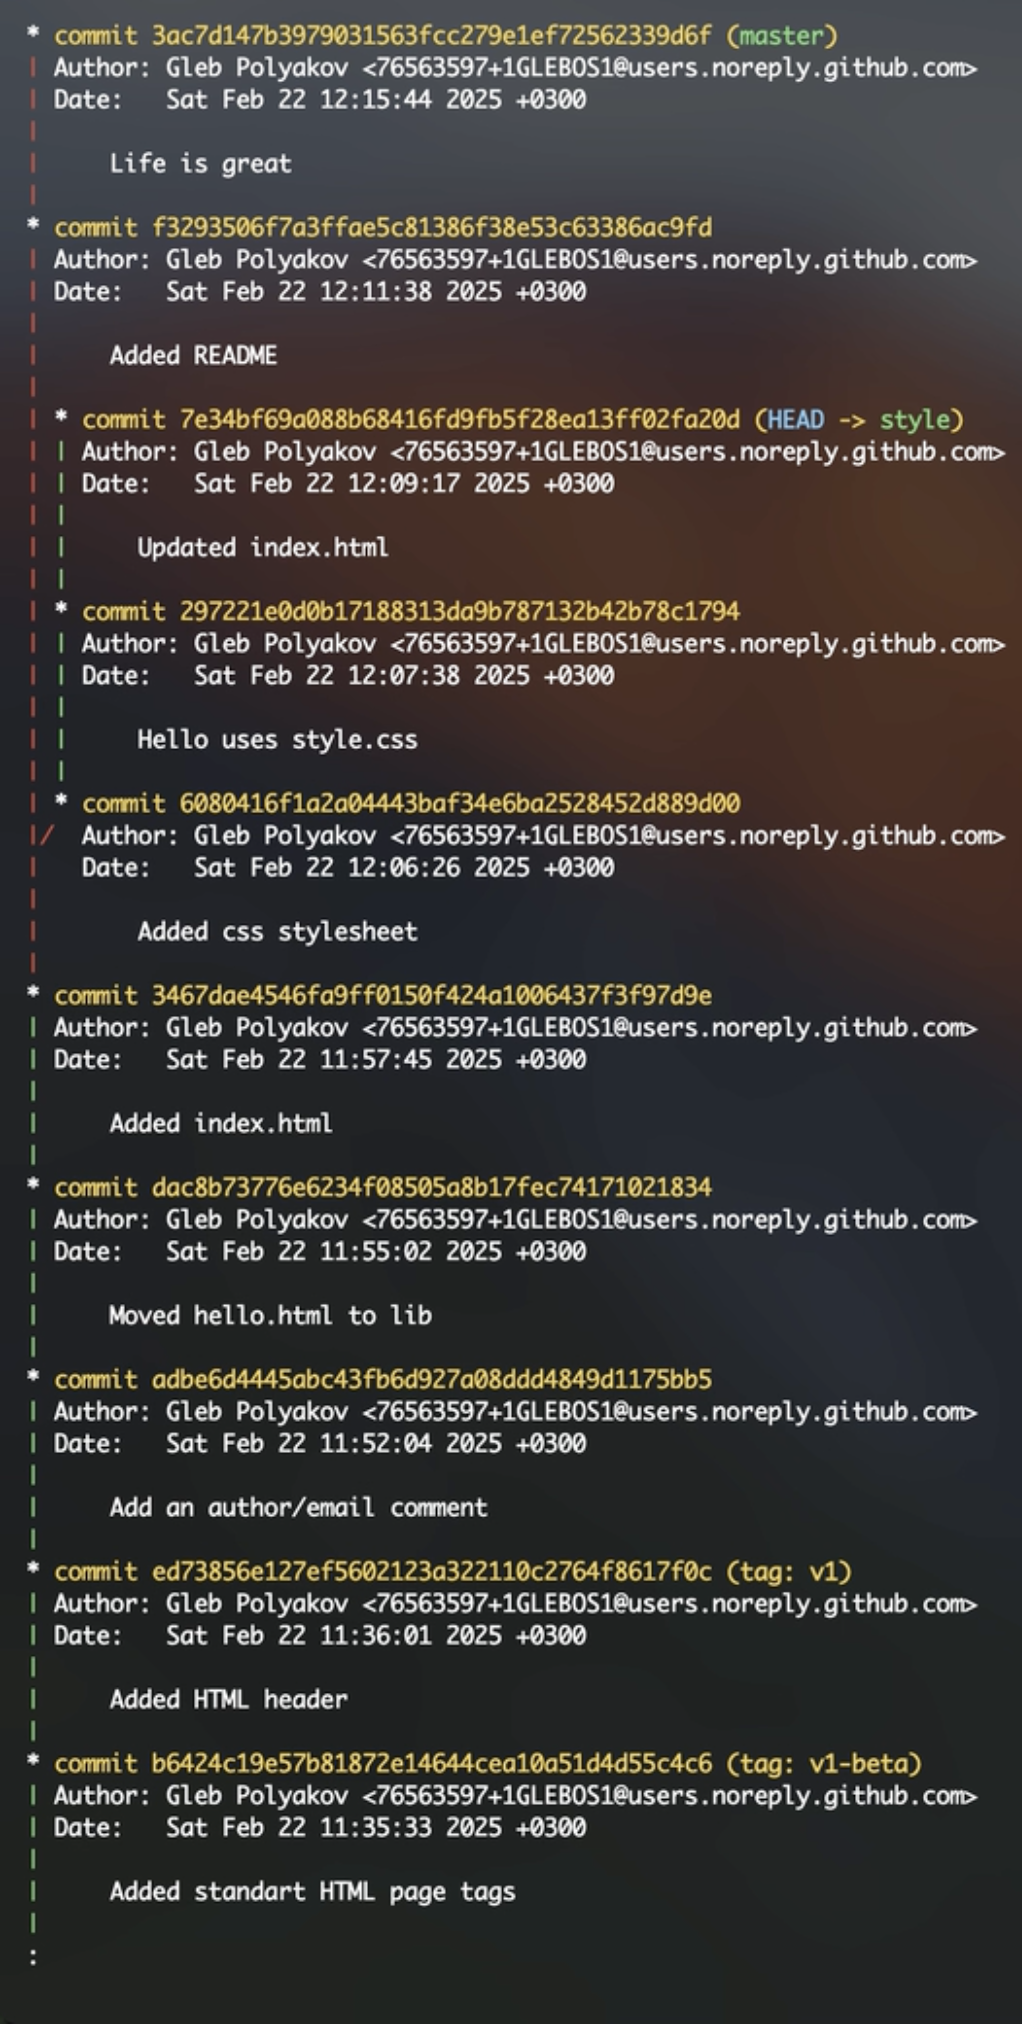 * commit 3ac7d147b3979031563fcc279e1ef72562339d6f (master)
| Author: Gleb Polyakov <76563597+1GLEBOS1@users.noreply.github.com>
| Date:   Sat Feb 22 12:15:44 2025 +0300
|
|     Life is great
|
* commit f3293506f7a3ffae5c81386f38e53c63386ac9fd
| Author: Gleb Polyakov <76563597+1GLEBOS1@users.noreply.github.com>
| Date:   Sat Feb 22 12:11:38 2025 +0300
|
|     Added README
|
| * commit 7e34bf69a088b68416fd9fb5f28ea13ff02fa20d (HEAD -> style)
| | Author: Gleb Polyakov <76563597+1GLEBOS1@users.noreply.github.com>
| | Date:   Sat Feb 22 12:09:17 2025 +0300
| |
| |     Updated index.html
| |
| * commit 297221e0d0b17188313da9b787132b42b78c1794
| | Author: Gleb Polyakov <76563597+1GLEBOS1@users.noreply.github.com>
| | Date:   Sat Feb 22 12:07:38 2025 +0300
| |
| |     Hello uses style.css
| |
| * commit 6080416f1a2a04443baf34e6ba2528452d889d00
|/  Author: Gleb Polyakov <76563597+1GLEBOS1@users.noreply.github.com>
|   Date:   Sat Feb 22 12:06:26 2025 +0300
|
|       Added css stylesheet
|
* commit 3467dae4546fa9ff0150f424a1006437f3f97d9e
| Author: Gleb Polyakov <76563597+1GLEBOS1@users.noreply.github.com>
| Date:   Sat Feb 22 11:57:45 2025 +0300
|
|     Added index.html
|
* commit dac8b73776e6234f08505a8b17fec74171021834
| Author: Gleb Polyakov <76563597+1GLEBOS1@users.noreply.github.com>
| Date:   Sat Feb 22 11:55:02 2025 +0300
|
|     Moved hello.html to lib
|
* commit adbe6d4445abc43fb6d927a08ddd4849d1175bb5
| Author: Gleb Polyakov <76563597+1GLEBOS1@users.noreply.github.com>
| Date:   Sat Feb 22 11:52:04 2025 +0300
|
|     Add an author/email comment
|
* commit ed73856e127ef5602123a322110c2764f8617f0c (tag: v1)
| Author: Gleb Polyakov <76563597+1GLEBOS1@users.noreply.github.com>
| Date:   Sat Feb 22 11:36:01 2025 +0300
|
|     Added HTML header
|
* commit b6424c19e57b81872e14644cea10a51d4d55c4c6 (tag: v1-beta)
| Author: Gleb Polyakov <76563597+1GLEBOS1@users.noreply.github.com>
| Date:   Sat Feb 22 11:35:33 2025 +0300
|
|     Added standart HTML page tags
|
: